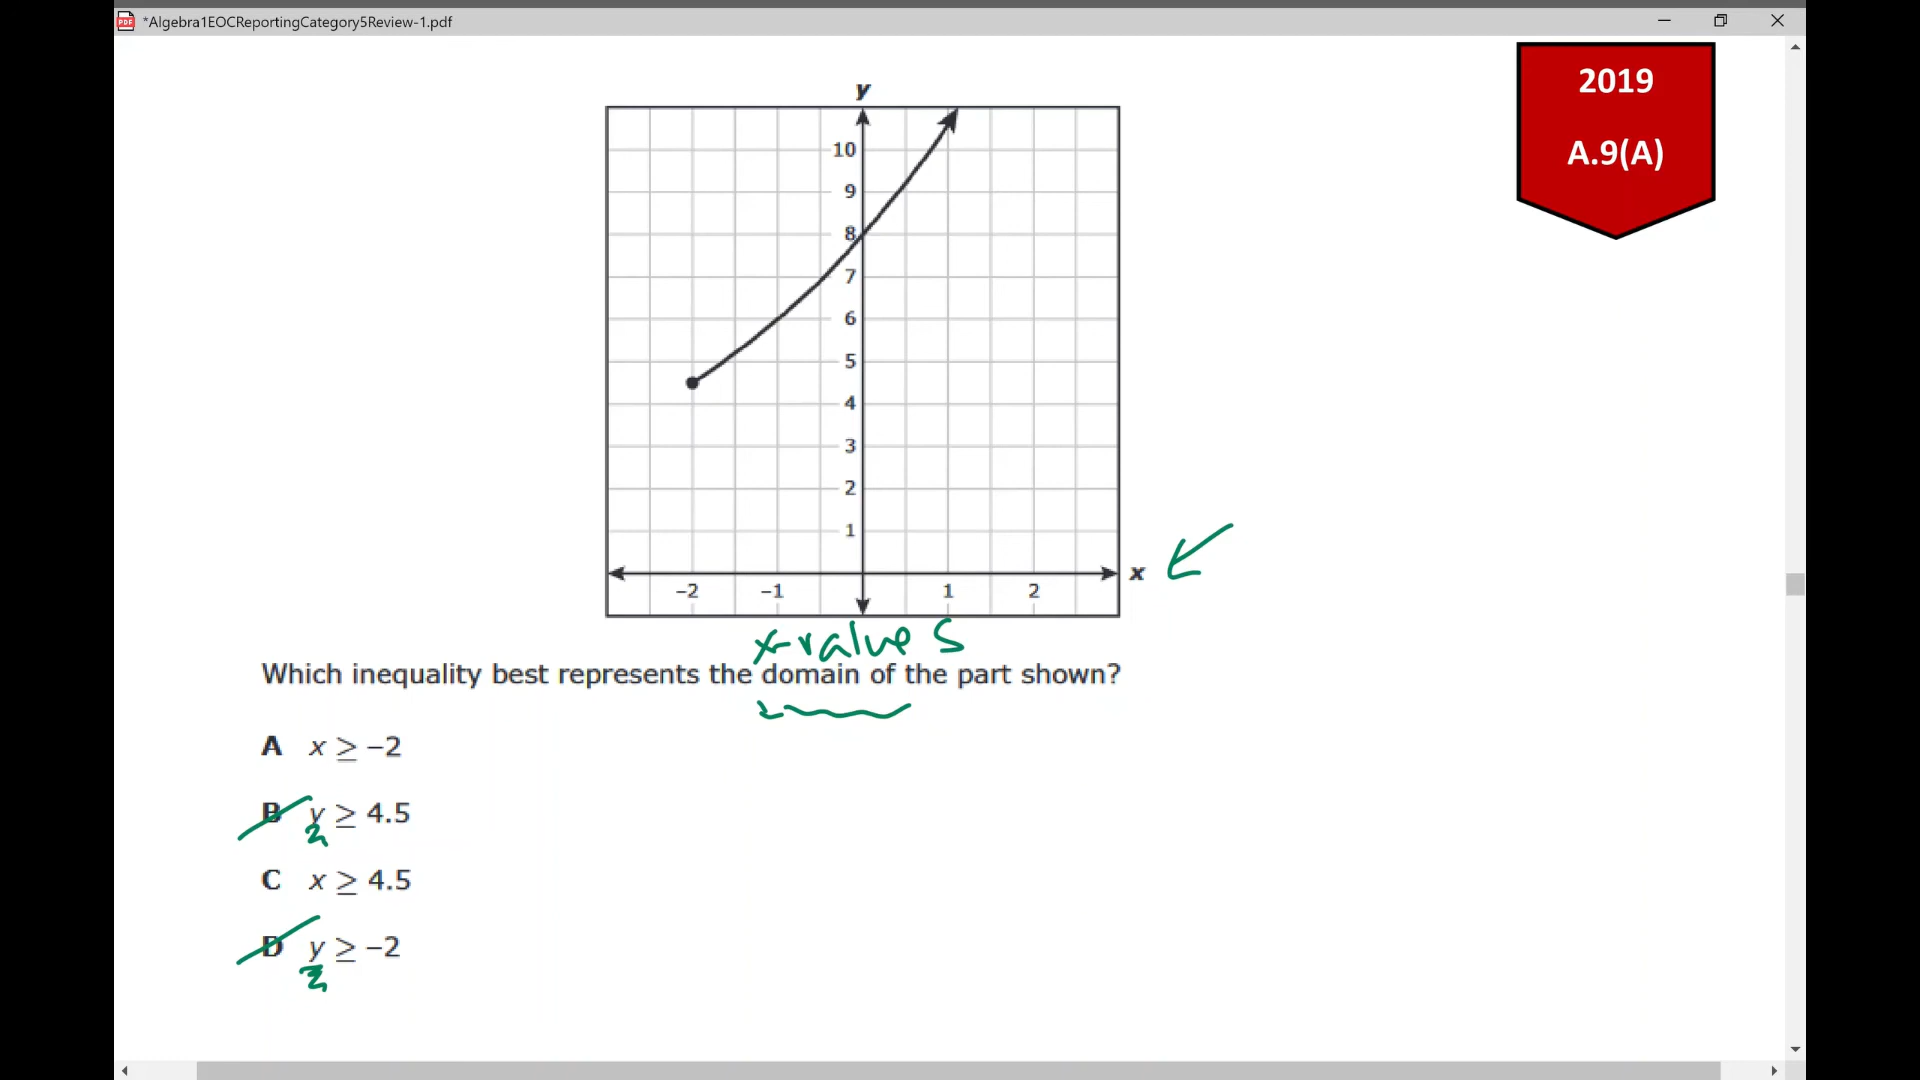 *Algebra1EOCReportingCategory5Review-1.pdf
2019
A.9(A)
y
10
9
8
7
6
5
4
3
2
1
x
-2 -1 1 2
x-values
Which inequality best represents the domain of the part shown?
A x ≥ −2
B y ≥ 4.5
C x ≥ 4.5
D y ≥ −2